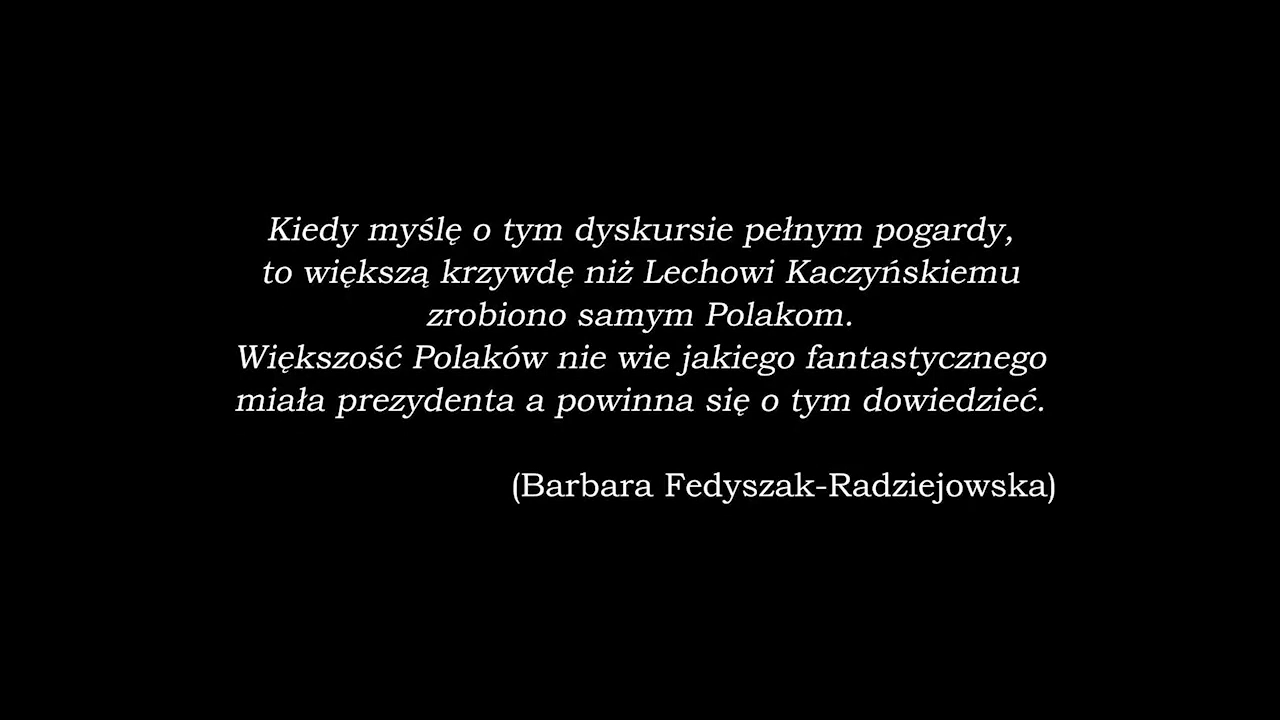 Kiedy myślę o tym dyskursie pełnym pogardy,
to większą krzywdę niż Lechowi Kaczyńskiemu
zrobiono samym Polakom.
Większość Polaków nie wie jakiego fantastycznego
miała prezydenta a powinna się o tym dowiedzieć.
(Barbara Fedyszak-Radziejowska)